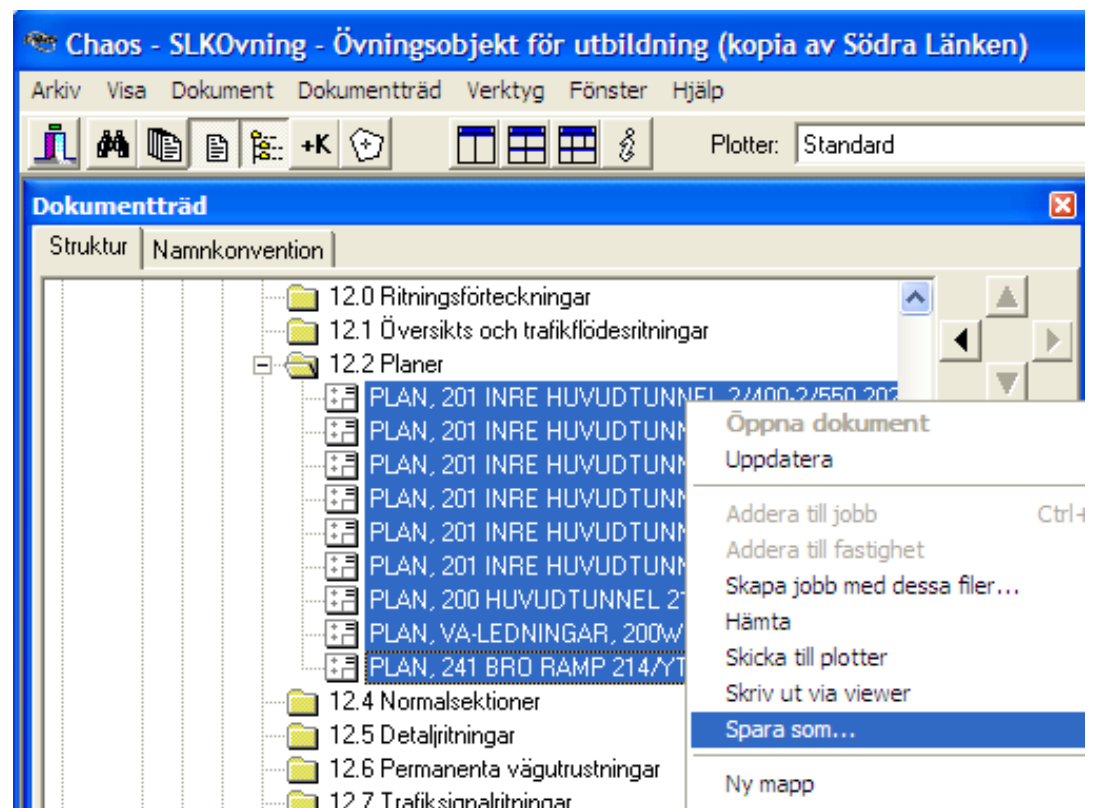 Chaos - SLKOvning - Övningsobjekt för utbildning (kopia av Södra Länken)
Arkiv Visa Dokument Dokumentträd Verktyg Fönster Hjälp
+K Plotter: Standard
Dokumentträd
Struktur Namnkonvention
12.0 Ritningsförteckningar
12.1 Översikts och trafikflödesritningar
12.2 Planer
PLAN, 201 INRE HUVUDTUNNEL 2/400-2/550 202
PLAN, 201 INRE HUVUDTUNN
PLAN, 201 INRE HUVUDTUNN
PLAN, 201 INRE HUVUDTUNN
PLAN, 201 INRE HUVUDTUNN
PLAN, 201 INRE HUVUDTUNN
PLAN, 200 HUVUDTUNNEL 21
PLAN, VA-LEDNINGAR, 200W/
PLAN, 241 BRO RAMP 214/YT
12.4 Normalsektioner
12.5 Detaljritningar
12.6 Permanenta vägutrustningar
12.7 Trafiksignalritningar
Öppna dokument
Uppdatera
Addera till jobb Ctrl+
Addera till fastighet
Skapa jobb med dessa filer...
Hämta
Skicka till plotter
Skriv ut via viewer
Spara som...
Ny mapp